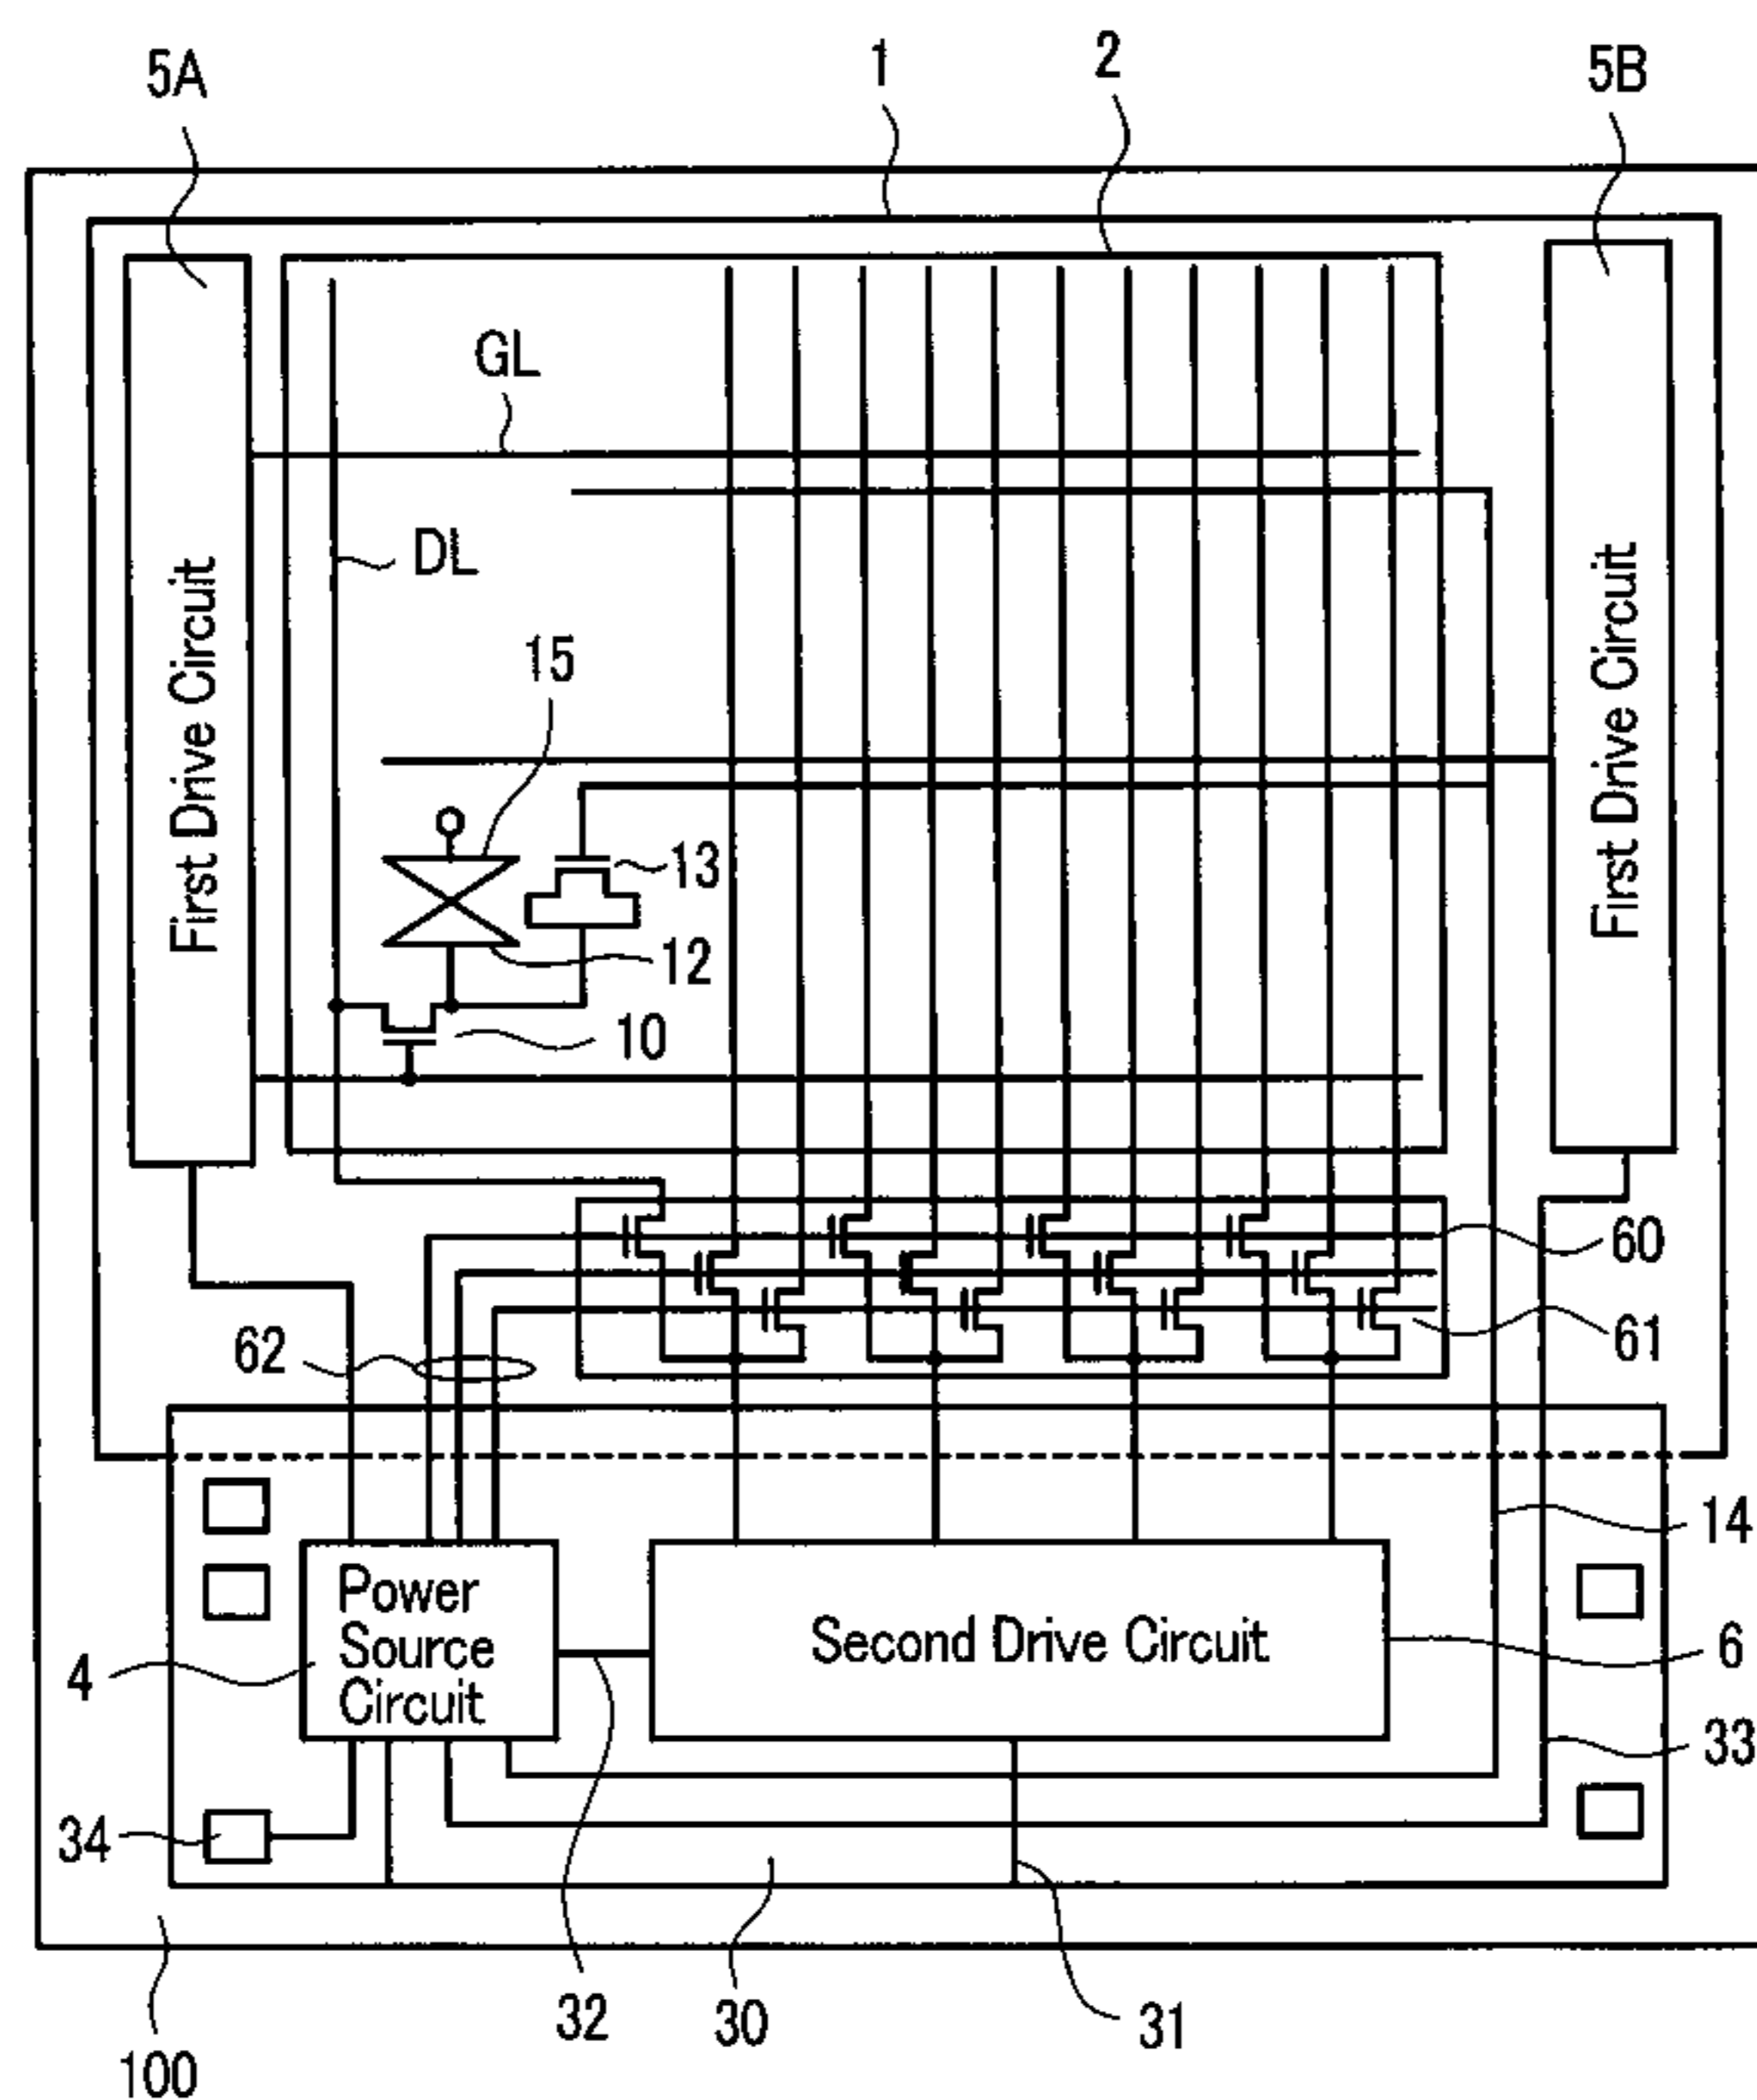 5A
1
2
5B
GL
DL
First Drive Circuit
First Drive Circuit
15
13
12
10
60
61
62
14
Power
Source
Circuit
Second Drive Circuit
4
6
33
34
32
30
31
100